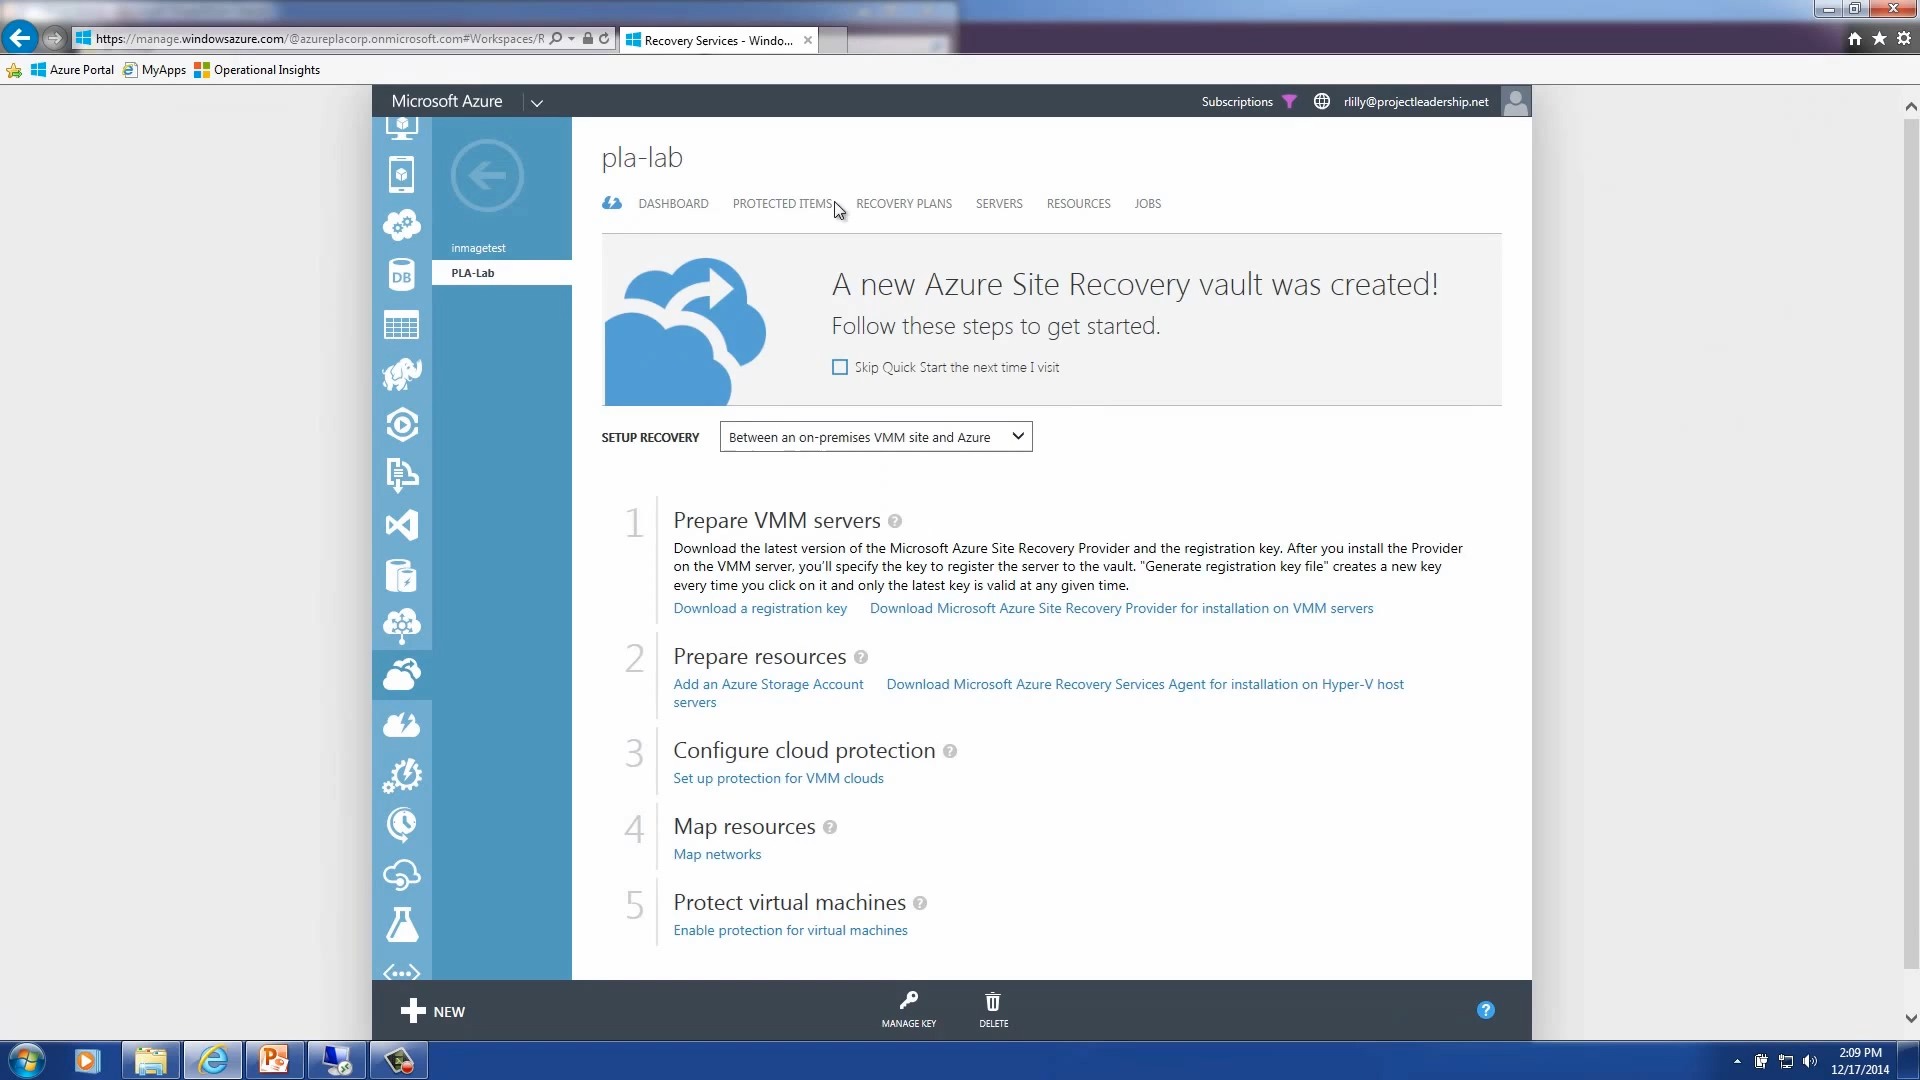 https://manage.windowsazure.com/@azureplacorp.onmicrosoft.com#Workspaces/R
Recovery Services - Windo...
Azure Portal
MyApps
Operational Insights
Microsoft Azure
Subscriptions
rlilly@projectleadership.net
inmagetest
PLA-Lab
pla-lab
DASHBOARD
PROTECTED ITEMS
RECOVERY PLANS
SERVERS
RESOURCES
JOBS
A new Azure Site Recovery vault was created!
Follow these steps to get started.
Skip Quick Start the next time I visit
SETUP RECOVERY
Between an on-premises VMM site and Azure
1
Prepare VMM servers ?
Download the latest version of the Microsoft Azure Site Recovery Provider and the registration key. After you install the Provider
on the VMM server, you'll specify the key to register the server to the vault. "Generate registration key file" creates a new key
every time you click on it and only the latest key is valid at any given time.
Download a registration key
Download Microsoft Azure Site Recovery Provider for installation on VMM servers
2
Prepare resources ?
Add an Azure Storage Account
Download Microsoft Azure Recovery Services Agent for installation on Hyper-V host
servers
3
Configure cloud protection ?
Set up protection for VMM clouds
4
Map resources ?
Map networks
5
Protect virtual machines ?
Enable protection for virtual machines
DB
NEW
MANAGE KEY
DELETE
?
2:09 PM
12/17/2014